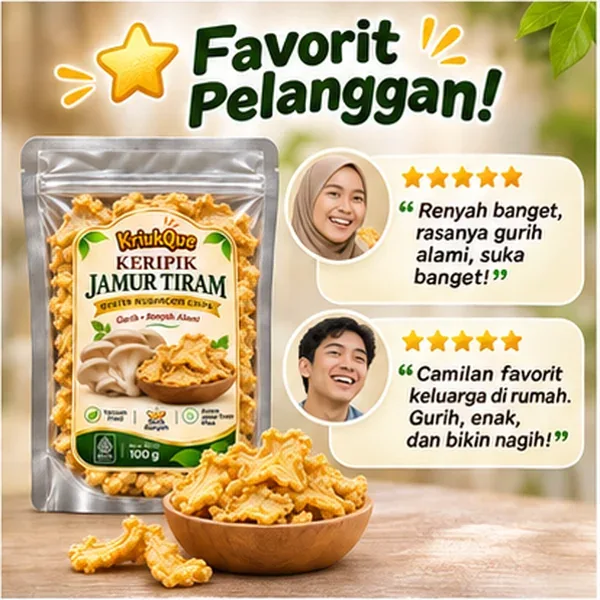 Favorit
Pelanggan!
KriukQue
KERIPIK
JAMUR TIRAM
Gurih • Renyah Alami
100 g
“ Renyah banget,
rasanya gurih
alami, suka
banget! ”
“ Camilan favorit
keluarga di rumah.
Gurih, enak,
dan bikin nagih! ”